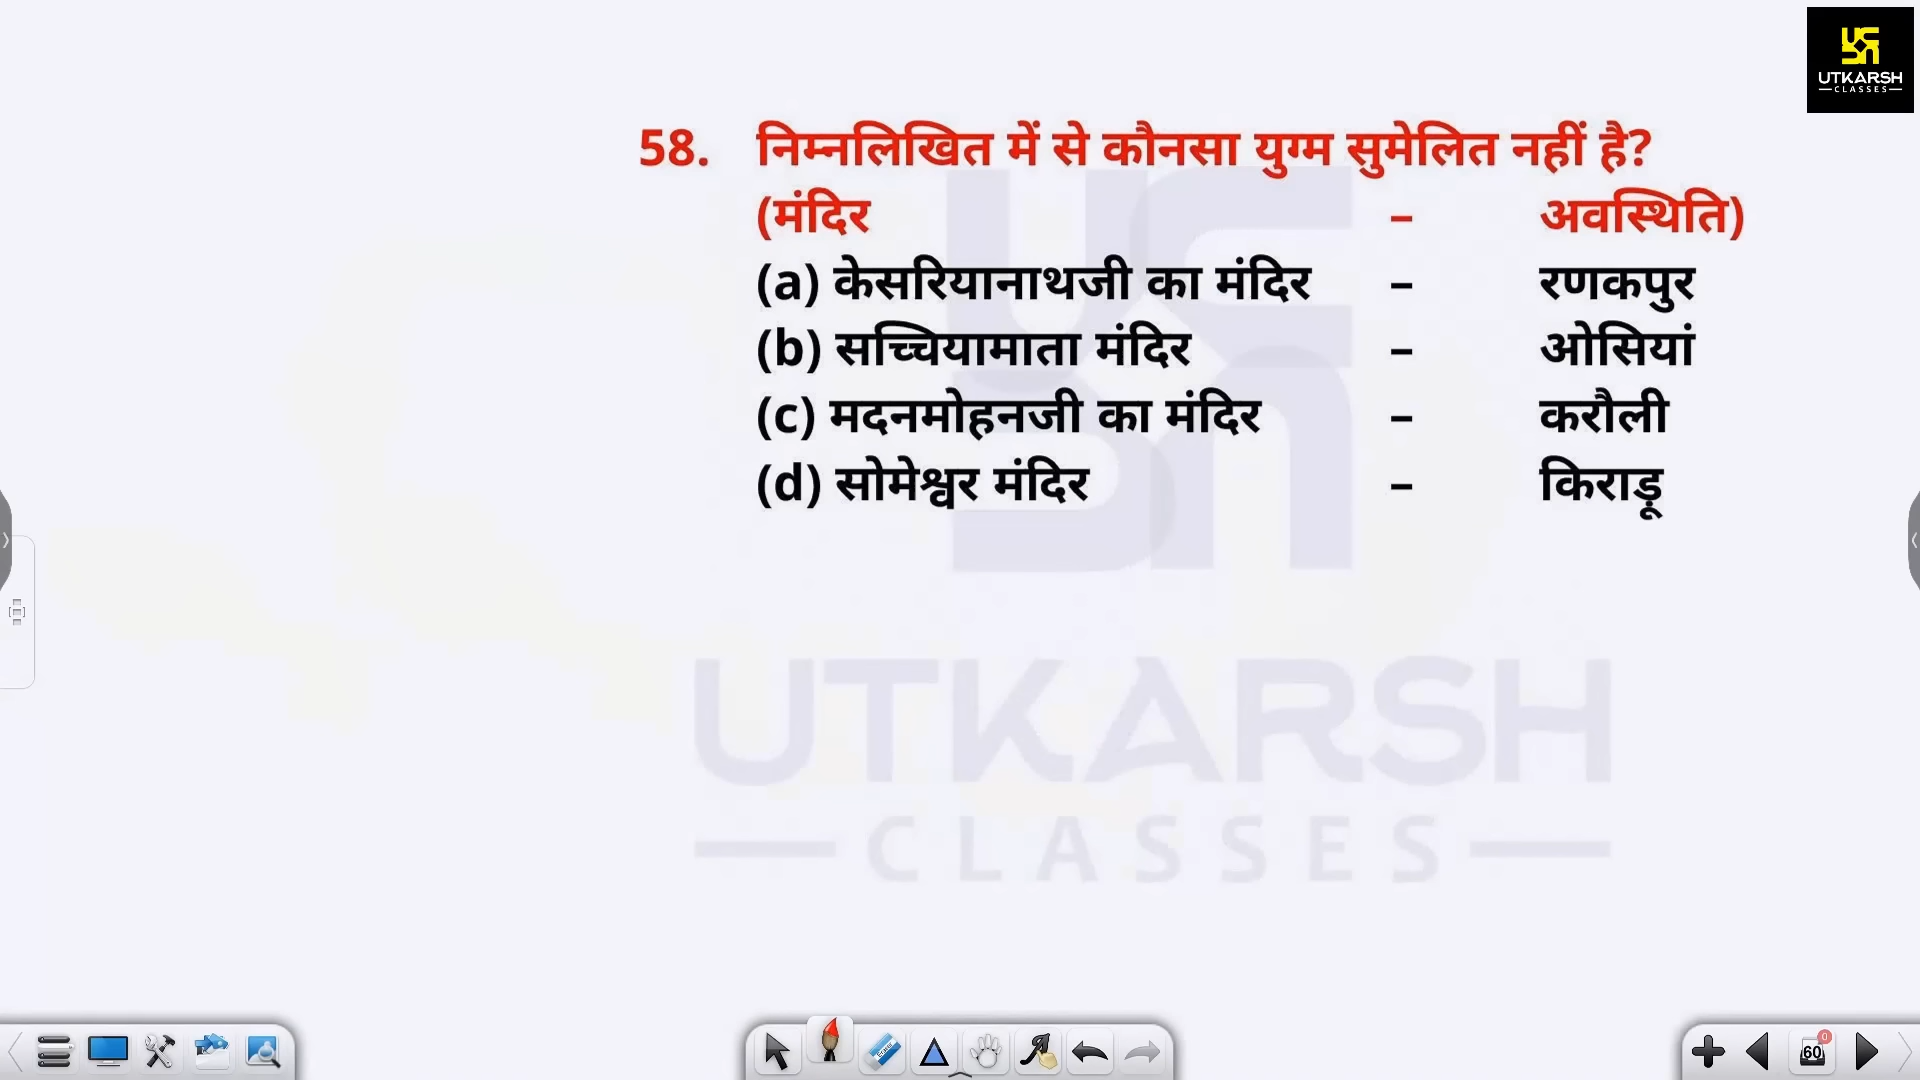 UTKARSH
CLASSES
58. निम्नलिखित में से कौनसा युग्म सुमेलित नहीं है?
(मंदिर – अवस्थिति)
(a) केसरियानाथजी का मंदिर – रणकपुर
(b) सच्चियामाता मंदिर – ओसियां
(c) मदनमोहनजी का मंदिर – करौली
(d) सोमेश्वर मंदिर – किराड़ू
UTKARSH
CLASSES
60
0